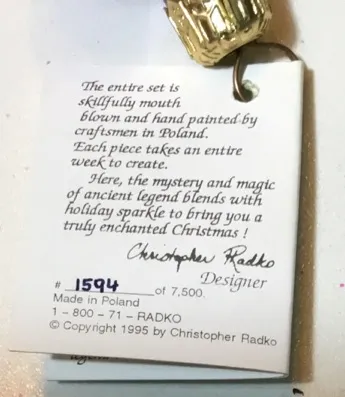 The entire set is
skillfully mouth
blown and hand painted by
craftsmen in Poland.
Each piece takes an entire
week to create.
Here, the mystery and magic
of ancient legend blends with
holiday sparkle to bring you a
truly enchanted Christmas !
Christopher Radko
Designer
# 1594 of 7,500.
Made in Poland
1 – 800 – 71 – RADKO
© Copyright 1995 by Christopher Radko